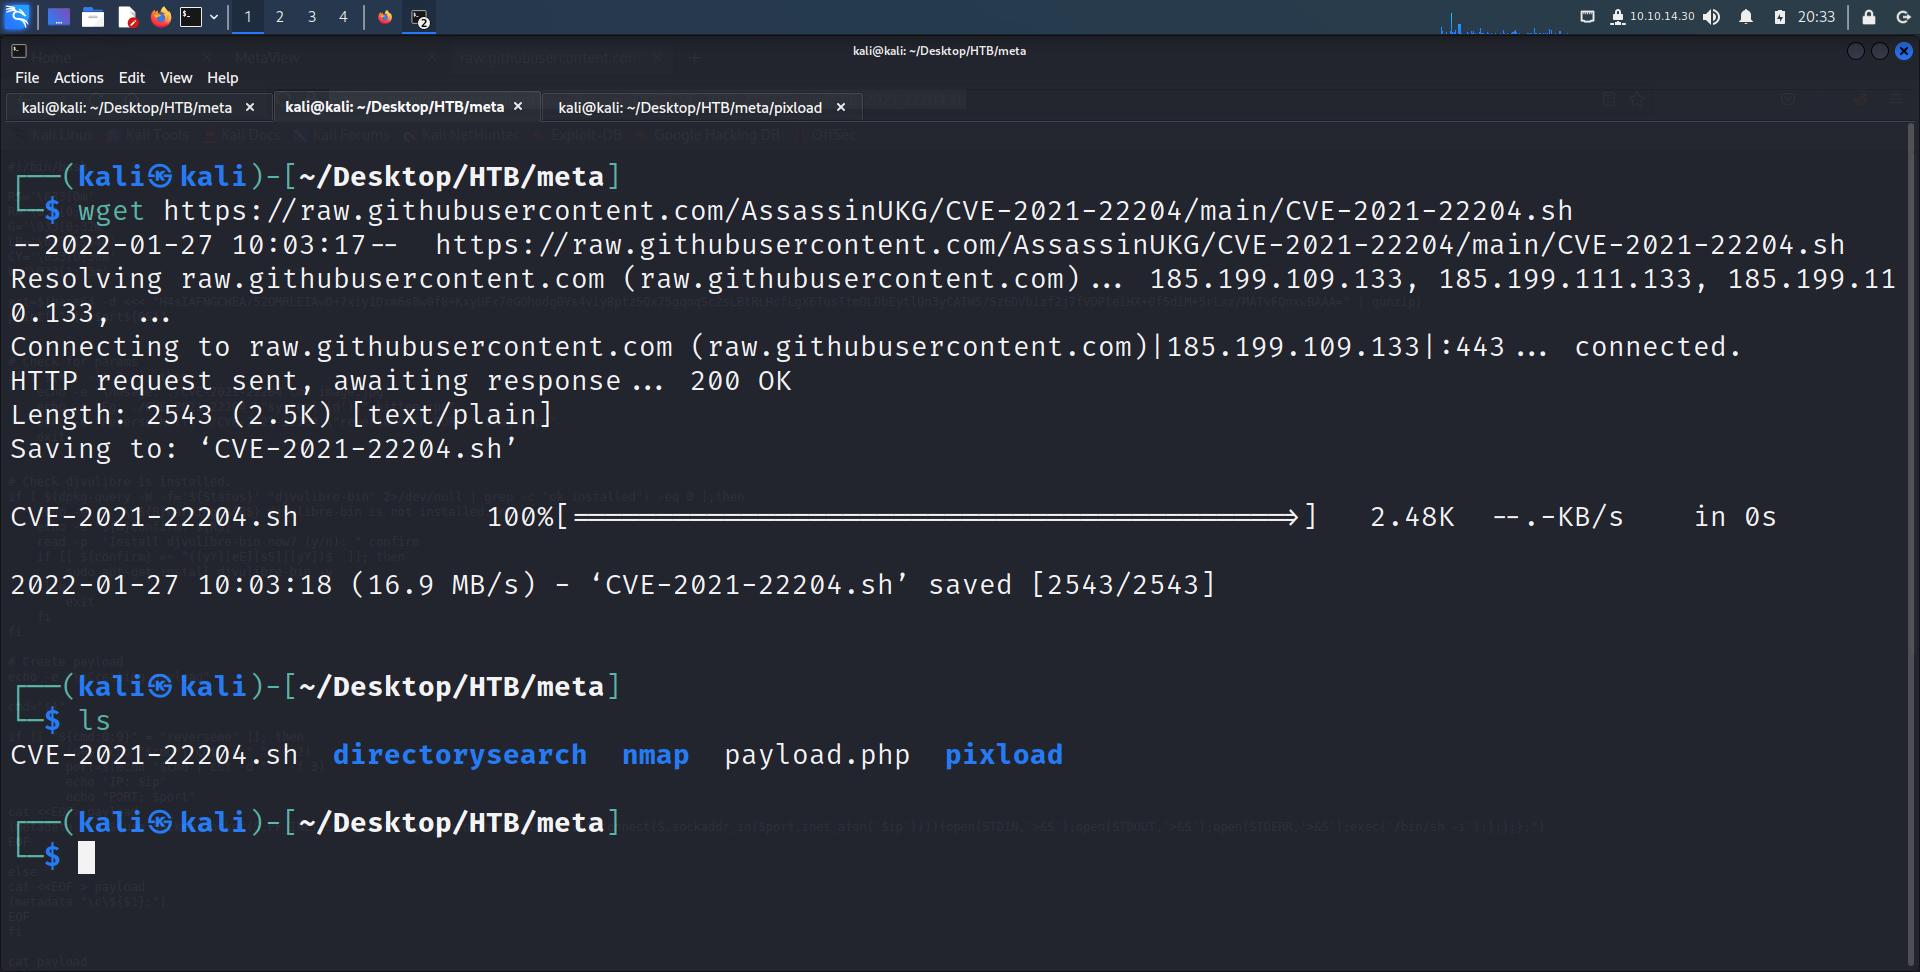 1 2 3 4 2 10.10.14.30 20:33
kali@kali: ~/Desktop/HTB/meta
File Actions Edit View Help
kali@kali: ~/Desktop/HTB/meta × kali@kali: ~/Desktop/HTB/meta × kali@kali: ~/Desktop/HTB/meta/pixload ×
┌──(kali㉿kali)-[~/Desktop/HTB/meta]
└─$ wget https://raw.githubusercontent.com/AssassinUKG/CVE-2021-22204/main/CVE-2021-22204.sh
--2022-01-27 10:03:17-- https://raw.githubusercontent.com/AssassinUKG/CVE-2021-22204/main/CVE-2021-22204.sh
Resolving raw.githubusercontent.com (raw.githubusercontent.com)... 185.199.109.133, 185.199.111.133, 185.199.11
0.133, ...
Connecting to raw.githubusercontent.com (raw.githubusercontent.com)|185.199.109.133|:443... connected.
HTTP request sent, awaiting response... 200 OK
Length: 2543 (2.5K) [text/plain]
Saving to: ‘CVE-2021-22204.sh’
CVE-2021-22204.sh 100%[===========================================>] 2.48K --.-KB/s in 0s
2022-01-27 10:03:18 (16.9 MB/s) - ‘CVE-2021-22204.sh’ saved [2543/2543]
┌──(kali㉿kali)-[~/Desktop/HTB/meta]
└─$ ls
CVE-2021-22204.sh directorysearch nmap payload.php pixload
┌──(kali㉿kali)-[~/Desktop/HTB/meta]
└─$